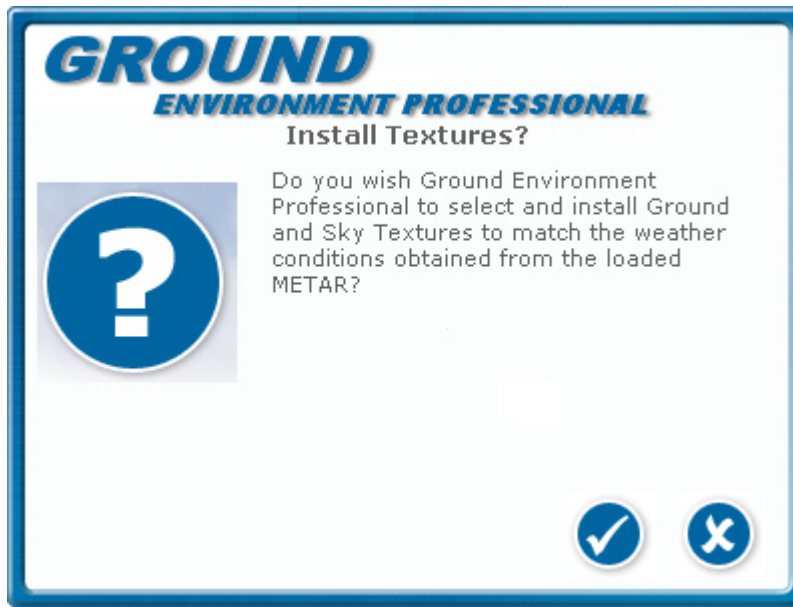 GROUND
ENVIRONMENT PROFESSIONAL
Install Textures?
Do you wish Ground Environment
Professional to select and install Ground
and Sky Textures to match the weather
conditions obtained from the loaded
METAR?